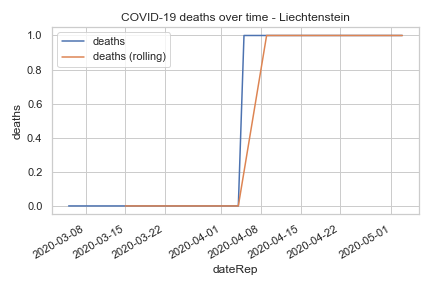 COVID-19 deaths over time - Liechtenstein
deaths
deaths (rolling)
deaths
1.0
0.8
0.6
0.4
0.2
0.0
2020-03-08
2020-03-15
2020-03-22
2020-04-01
2020-04-08
2020-04-15
2020-04-22
2020-05-01
dateRep